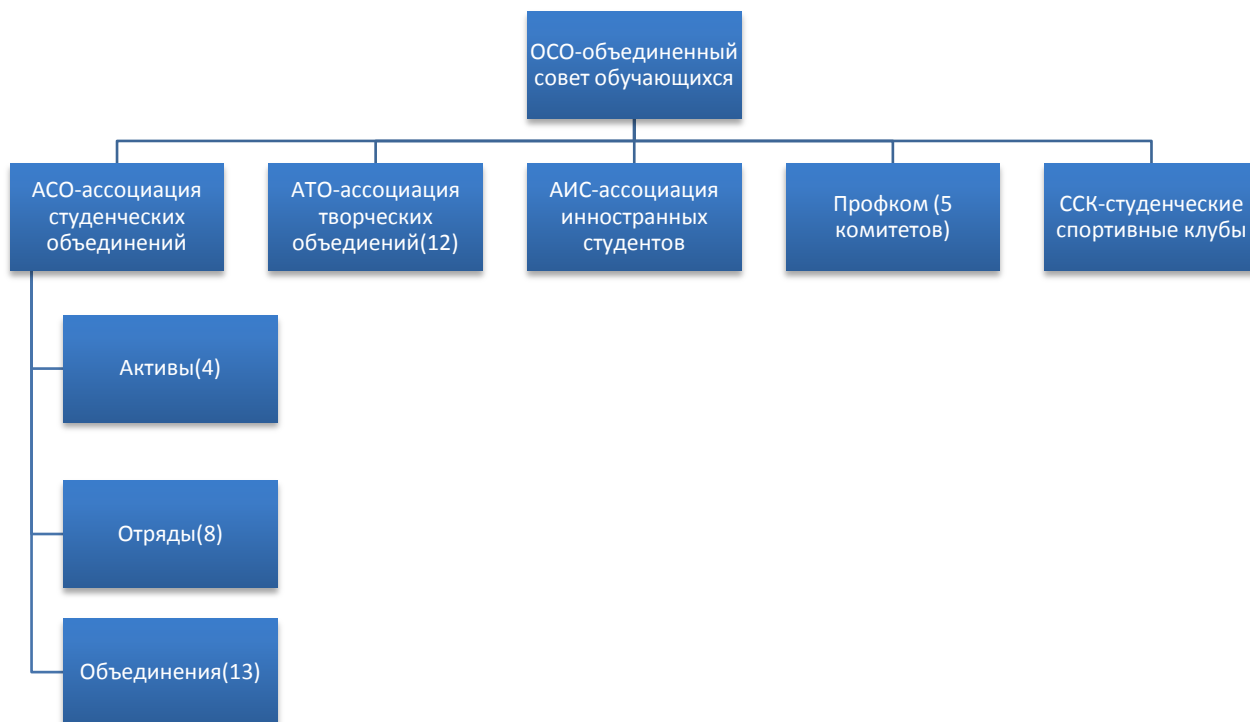 ОСО-объединенный
совет обучающихся
АСО-ассоциация
студенческих
объединений
АТО-ассоциация
творческих
объедиений(12)
АИС-ассоциация
инностранных
студентов
Профком (5
комитетов)
ССК-студенческие
спортивные клубы
Активы(4)
Отряды(8)
Объединения(13)